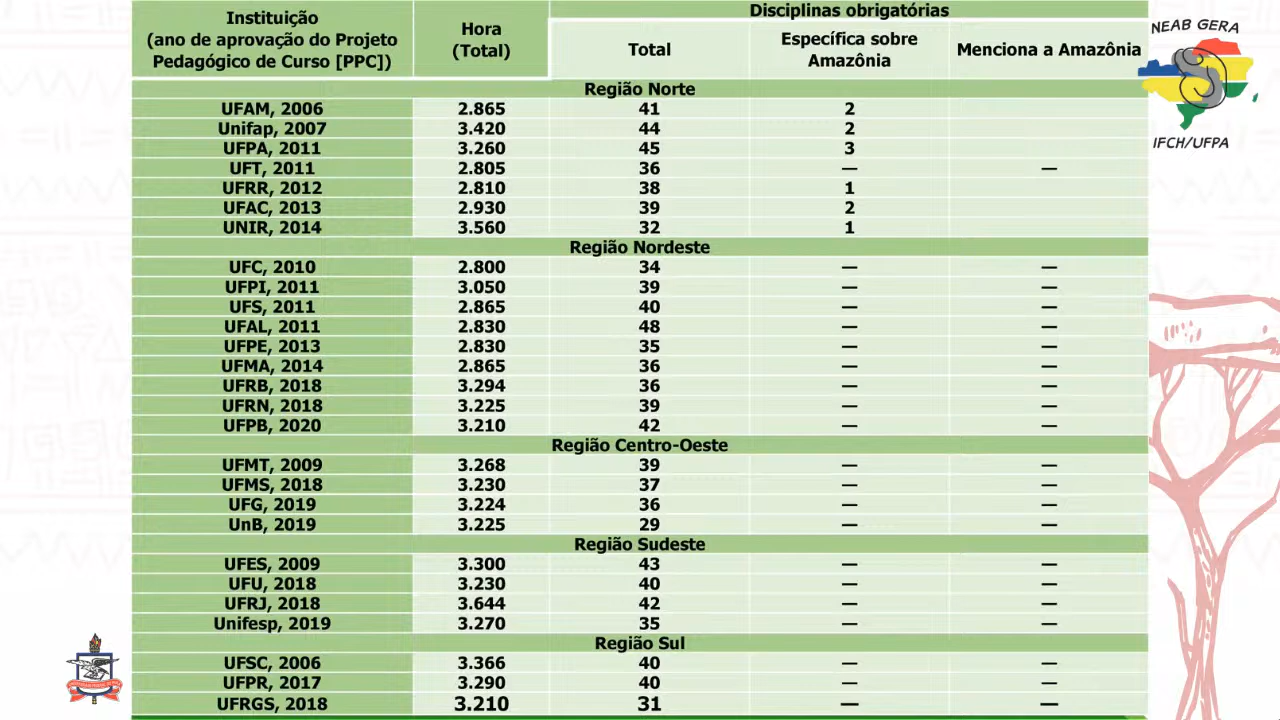 Instituição
(ano de aprovação do Projeto
Pedagógico de Curso [PPC])
Hora
(Total)
Disciplinas obrigatórias
Total
Específica sobre
Amazônia
Menciona a Amazônia
NEAB GERA
IFCH/UFPA
Região Norte
UFAM, 2006 2.865 41 2
Unifap, 2007 3.420 44 2
UFPA, 2011 3.260 45 3
UFT, 2011 2.805 36 — —
UFRR, 2012 2.810 38 1
UFAC, 2013 2.930 39 2
UNIR, 2014 3.560 32 1
Região Nordeste
UFC, 2010 2.800 34 — —
UFPI, 2011 3.050 39 — —
UFS, 2011 2.865 40 — —
UFAL, 2011 2.830 48 — —
UFPE, 2013 2.830 35 — —
UFMA, 2014 2.865 36 — —
UFRB, 2018 3.294 36 — —
UFRN, 2018 3.225 39 — —
UFPB, 2020 3.210 42 — —
Região Centro-Oeste
UFMT, 2009 3.268 39 — —
UFMS, 2018 3.230 37 — —
UFG, 2019 3.224 36 — —
UnB, 2019 3.225 29 — —
Região Sudeste
UFES, 2009 3.300 43 — —
UFU, 2018 3.230 40 — —
UFRJ, 2018 3.644 42 — —
Unifesp, 2019 3.270 35 — —
Região Sul
UFSC, 2006 3.366 40 — —
UFPR, 2017 3.290 40 — —
UFRGS, 2018 3.210 31 — —